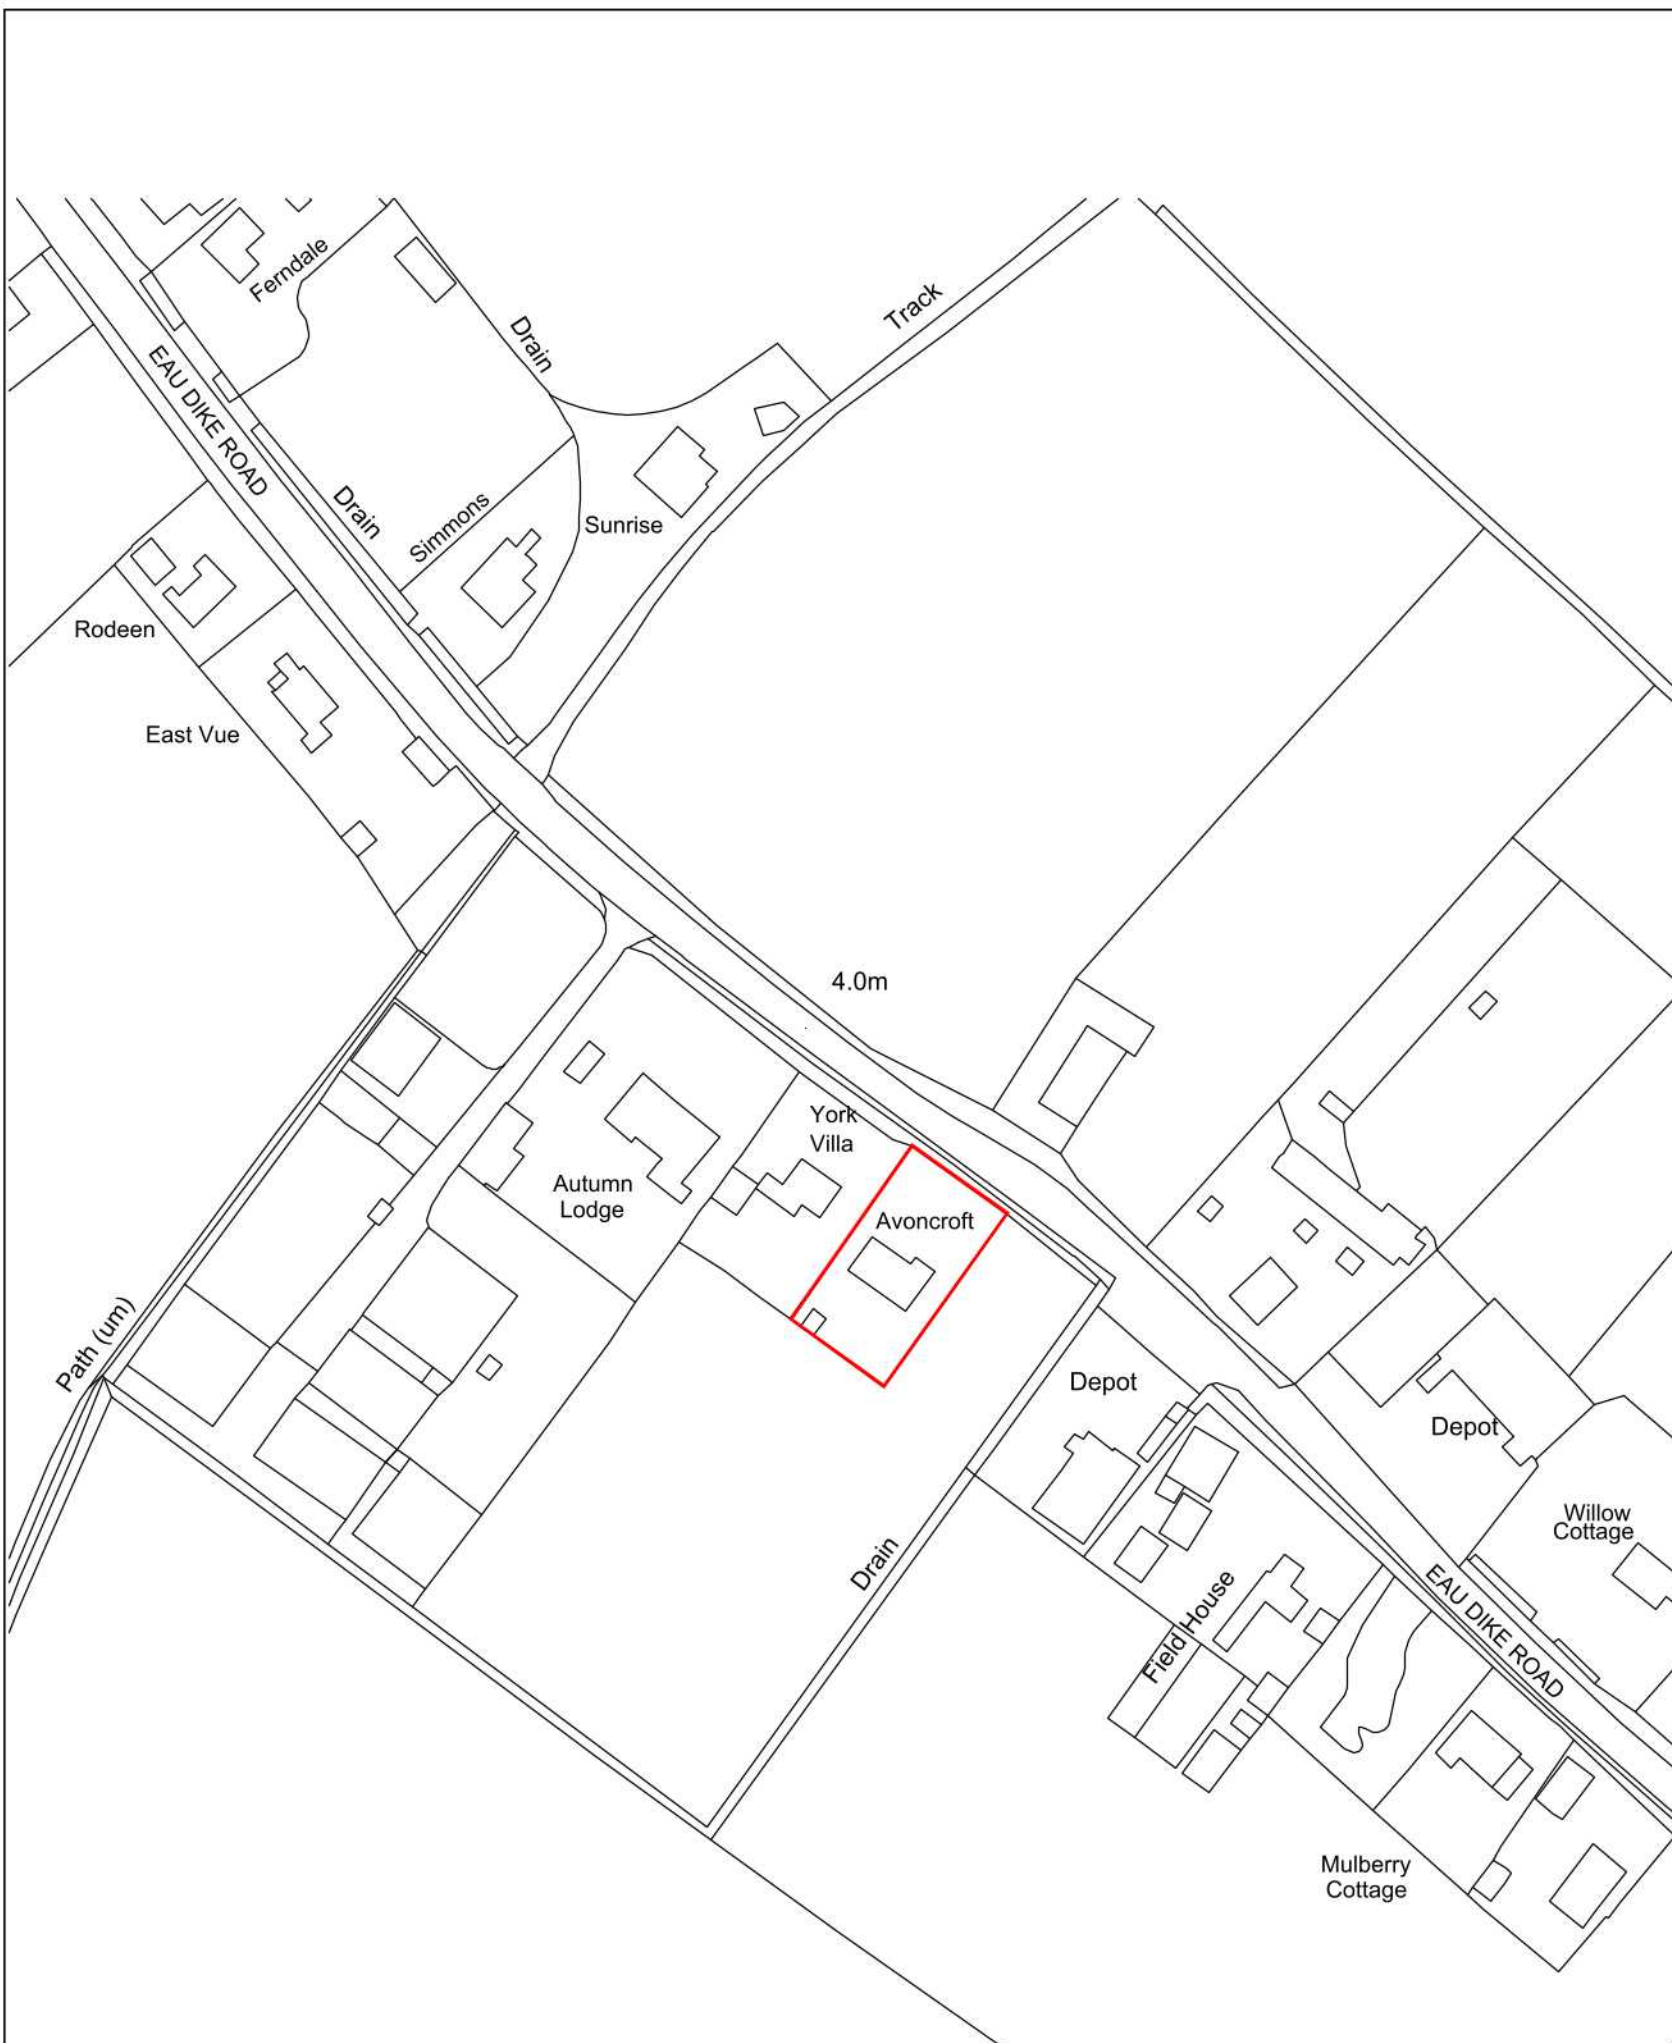 Ferndale
Track
Drain
EAU DIKE ROAD
Drain
Simmons
Sunrise
Rodeen
East Vue
4.0m
York
Villa
Autumn
Lodge
Avoncroft
Path (um)
Depot
Depot
Willow
Cottage
Drain
Field House
EAU DIKE ROAD
Mulberry
Cottage